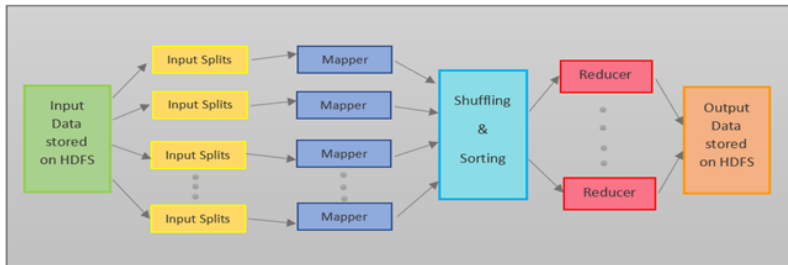 Input
Data
stored
on HDFS
Input Splits
Input Splits
Input Splits
Input Splits
Mapper
Mapper
Mapper
Mapper
Shuffling
&
Sorting
Reducer
Reducer
Output
Data
stored
on HDFS